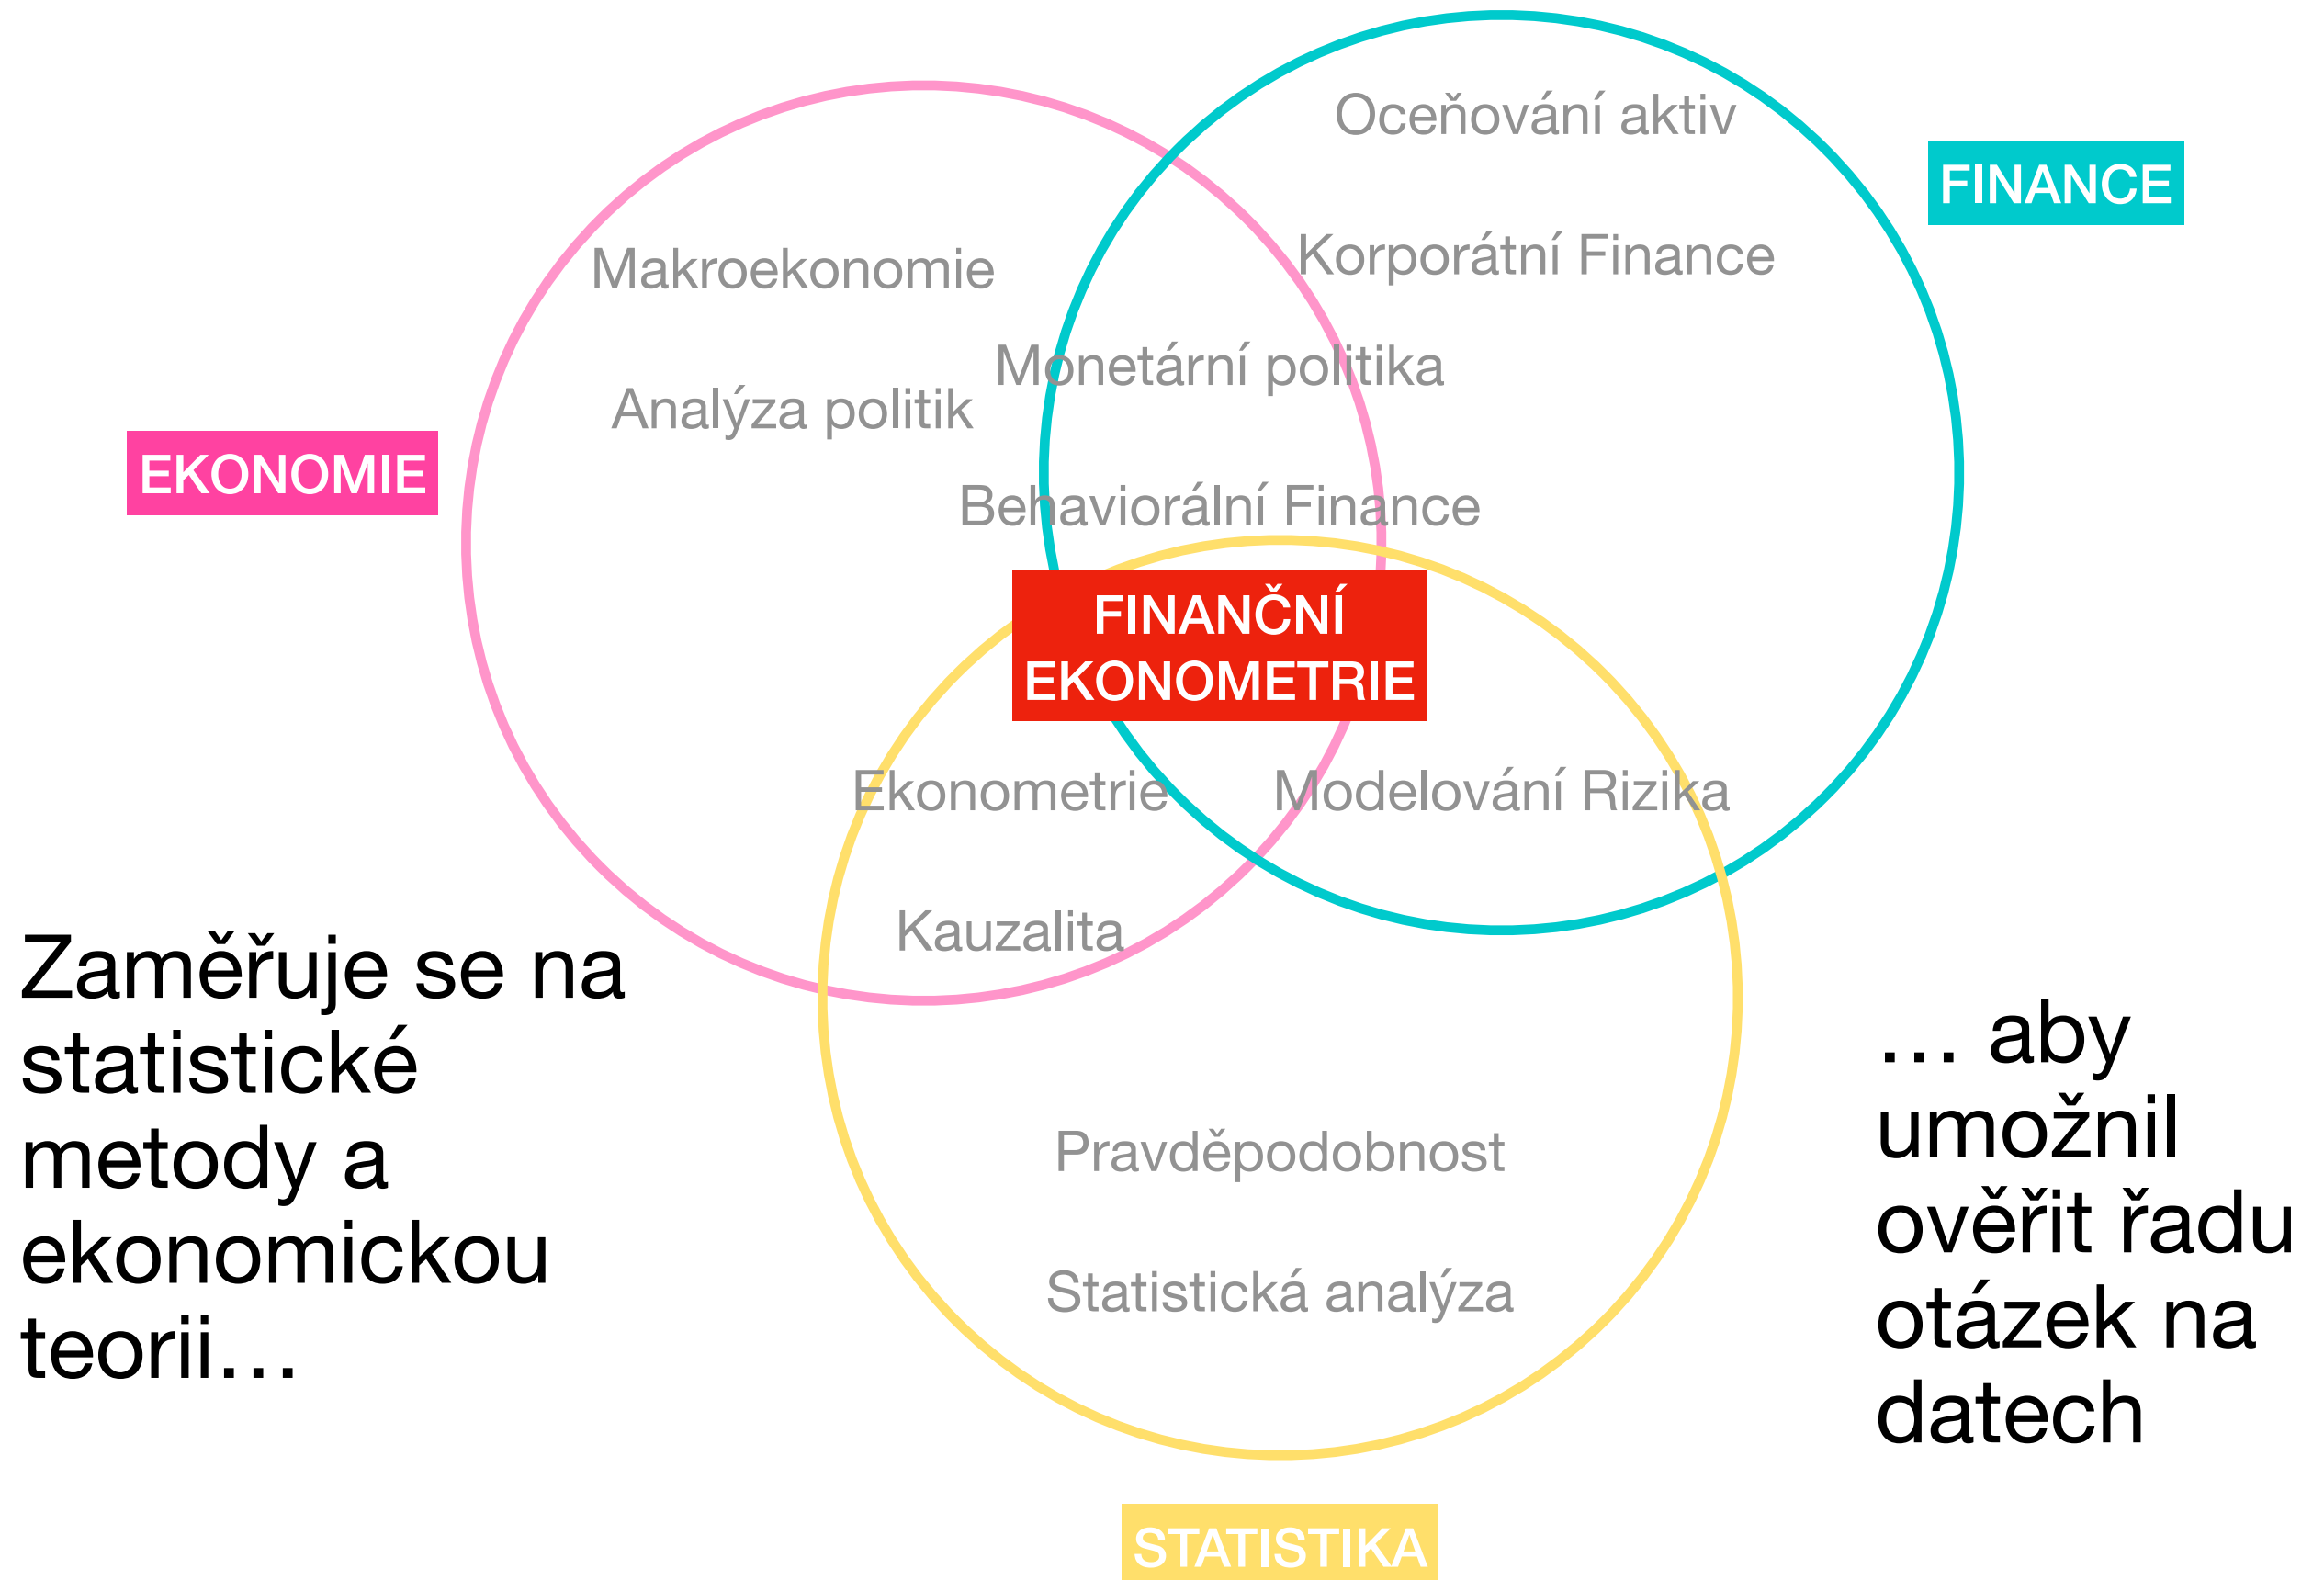 Oceňování aktiv
FINANCE
Korporátní Finance
Makroekonomie
Monetární politika
Analýza politik
EKONOMIE
Behaviorální Finance
FINANČNÍ
EKONOMETRIE
Ekonometrie
Modelování Rizika
Kauzalita
Zaměřuje se na
statistické
metody a
ekonomickou
teorii…
… aby
umožnil
ověřit řadu
otázek na
datech
Pravděpodobnost
Statistická analýza
STATISTIKA